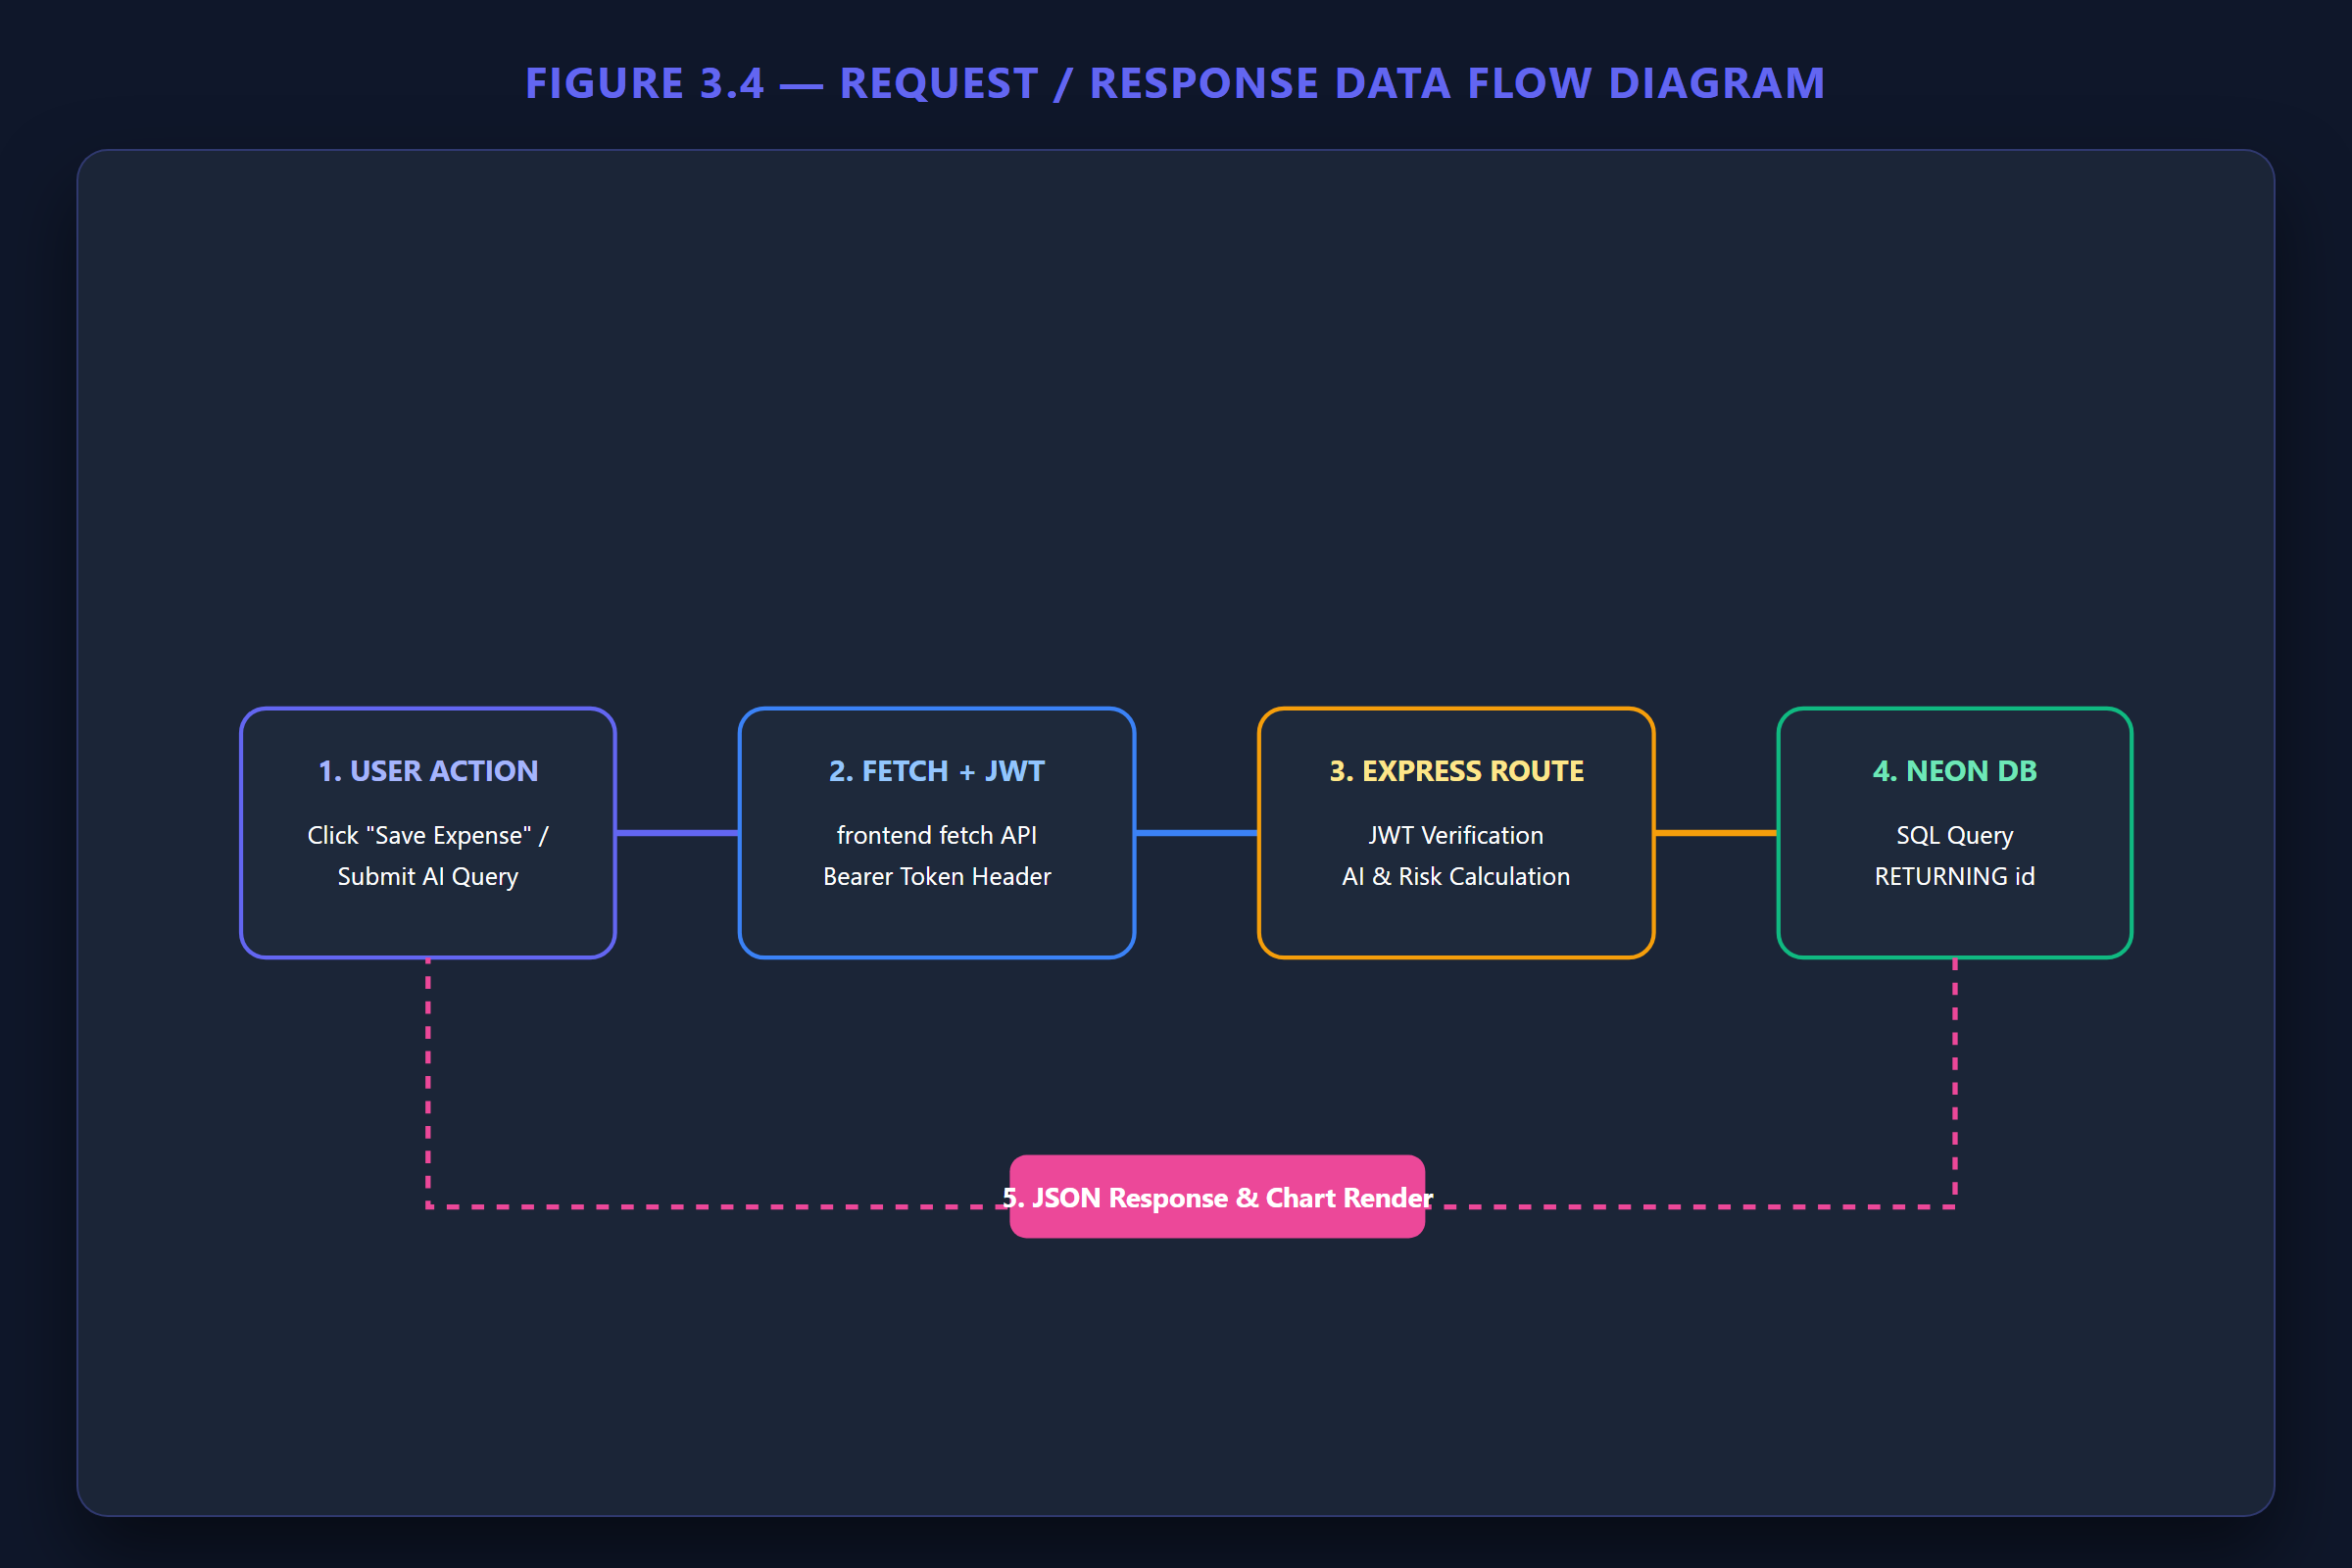 FIGURE 3.4 — REQUEST / RESPONSE DATA FLOW DIAGRAM
1. USER ACTION
Click "Save Expense" /
Submit AI Query
2. FETCH + JWT
frontend fetch API
Bearer Token Header
3. EXPRESS ROUTE
JWT Verification
AI & Risk Calculation
4. NEON DB
SQL Query
RETURNING id
5. JSON Response & Chart Render